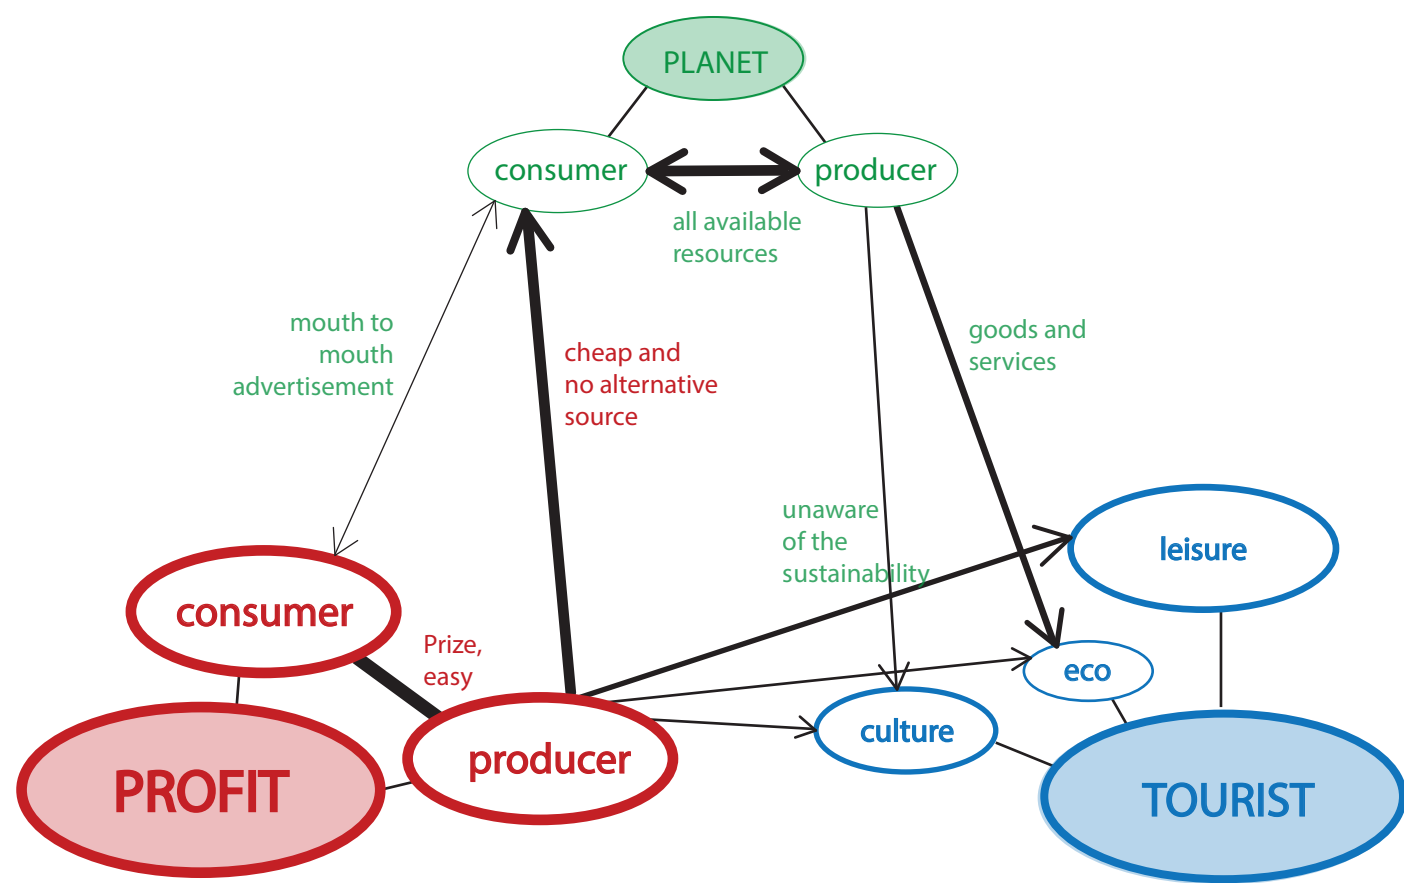 PLANET
consumer
producer
all available
resources
mouth to
mouth
advertisement
cheap and
no alternative
source
goods and
services
unaware
of the
sustainability
leisure
consumer
Prize,
easy
eco
culture
producer
PROFIT
TOURIST